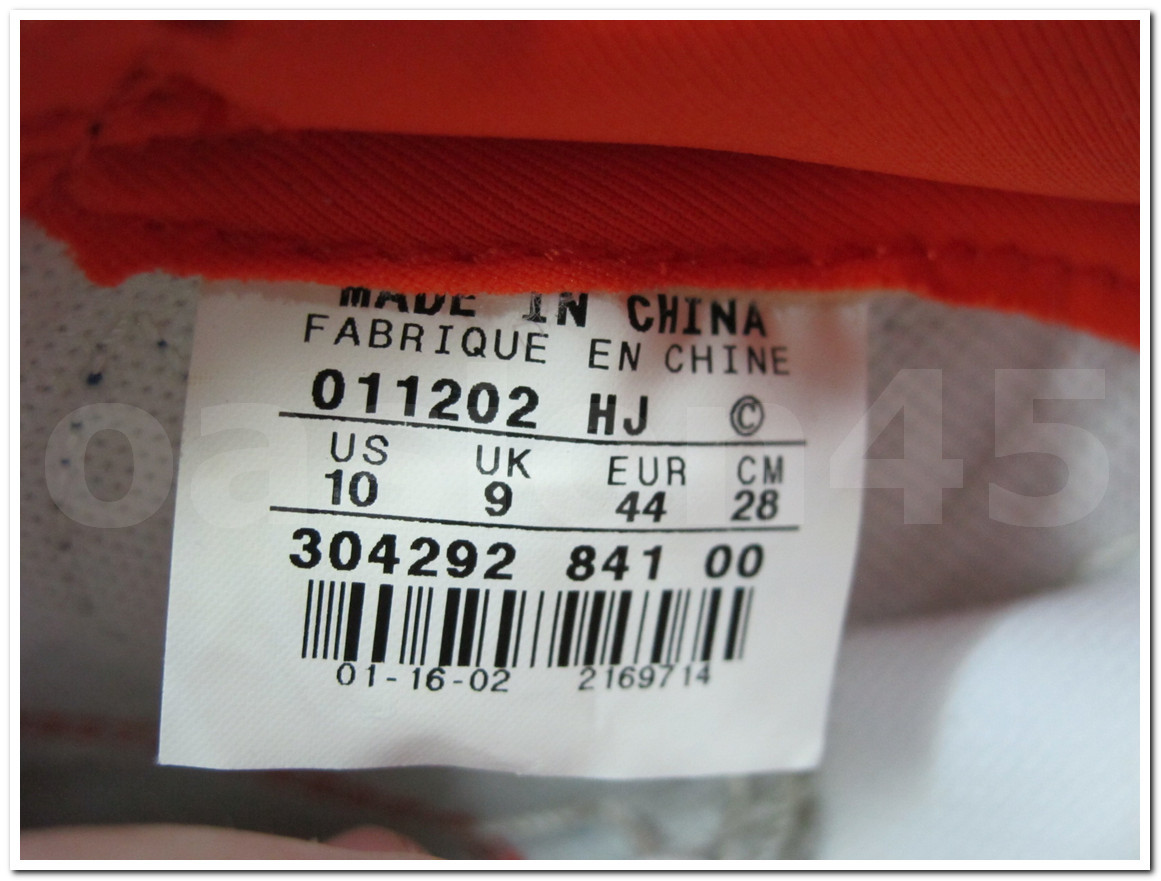 MADE IN CHINA
FABRIQUE EN CHINE
011202 HJ ©
US UK EUR CM
10 9 44 28
304292 841 00
01-16-02 2169714